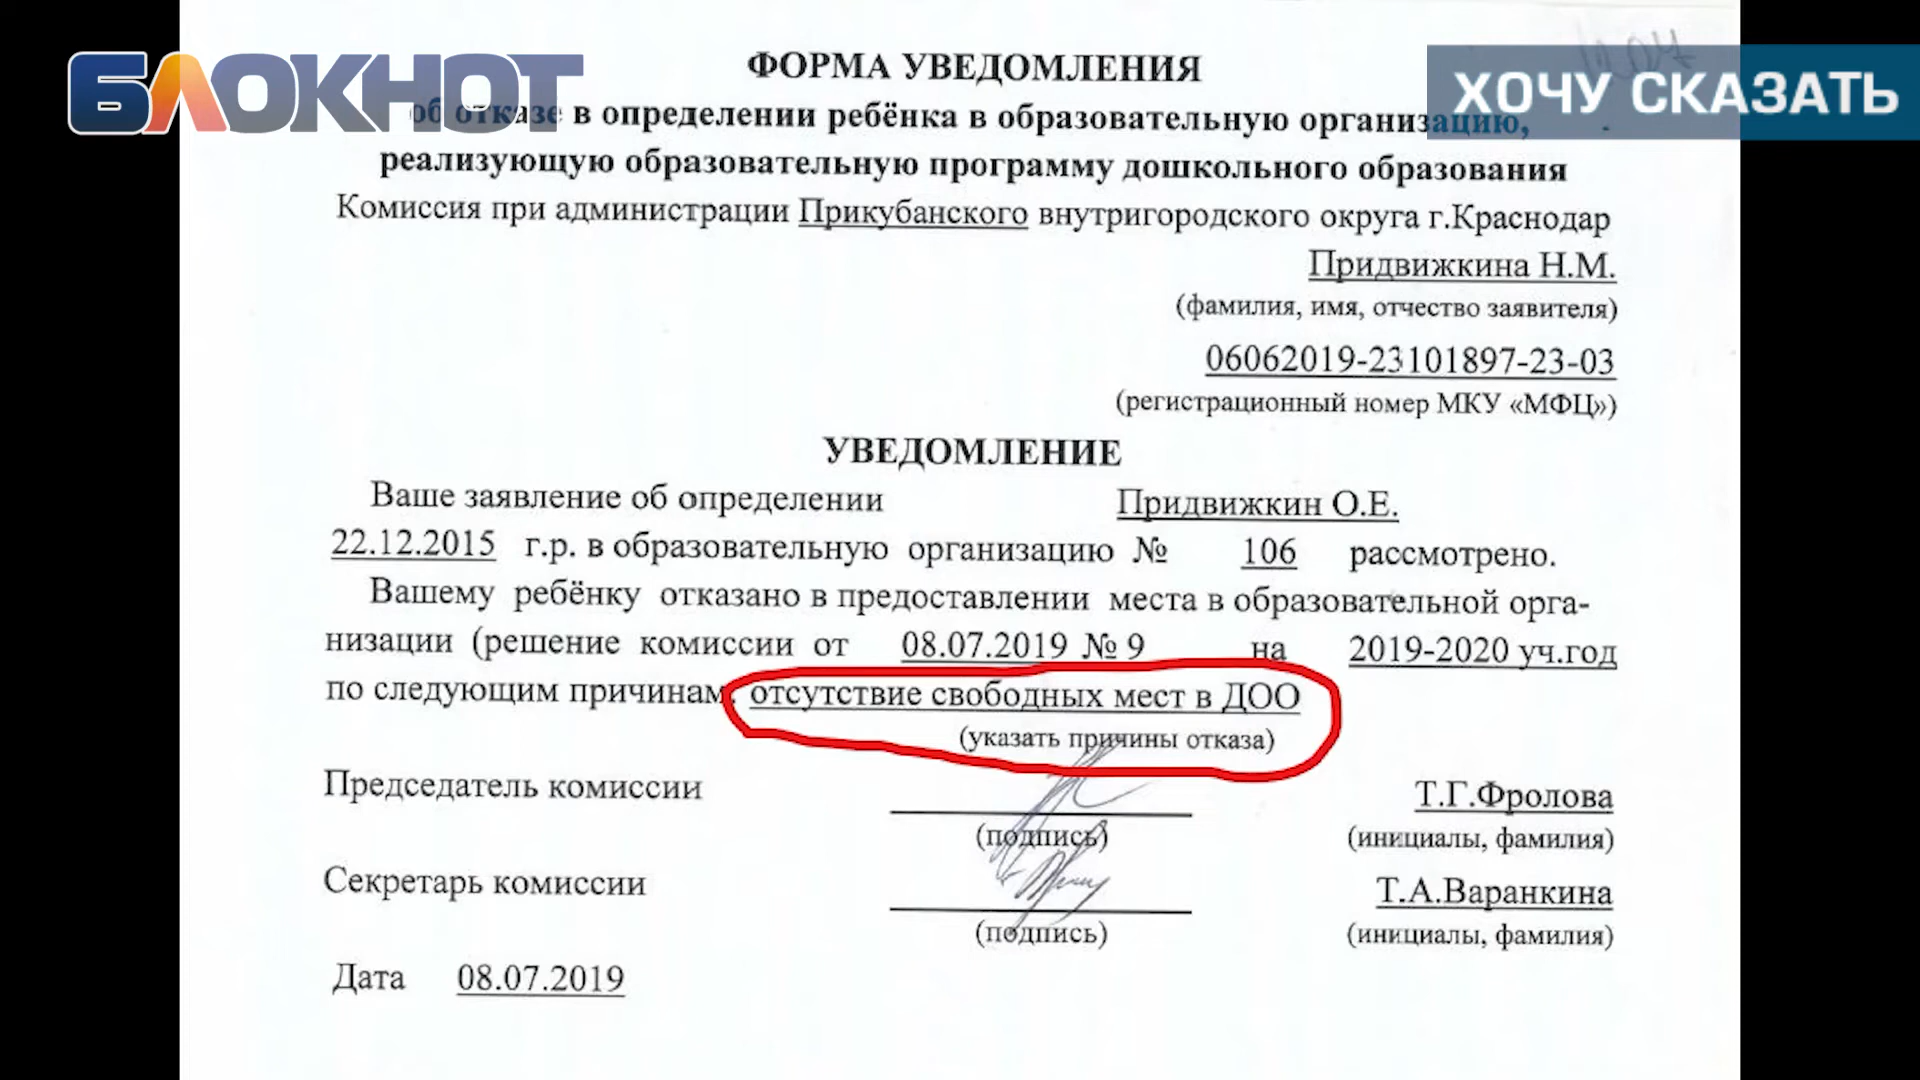 БЛОКНОТ
ХОЧУ СКАЗАТЬ
ФОРМА УВЕДОМЛЕНИЯ
об отказе в определении ребёнка в образовательную организацию,
реализующую образовательную программу дошкольного образования
Комиссия при администрации Прикубанского внутригородского округа г.Краснодар
Придвижкина Н.М.
(фамилия, имя, отчество заявителя)
06062019-23101897-23-03
(регистрационный номер МКУ «МФЦ»)
УВЕДОМЛЕНИЕ
Ваше заявление об определении Придвижкин О.Е.
22.12.2015 г.р. в образовательную организацию № 106 рассмотрено.
Вашему ребёнку отказано в предоставлении места в образовательной орга-
низации (решение комиссии от 08.07.2019 № 9 на 2019-2020 уч.год
по следующим причинам: отсутствие свободных мест в ДОО
(указать причины отказа)
Председатель комиссии Т.Г.Фролова
(подпись) (инициалы, фамилия)
Секретарь комиссии Т.А.Варанкина
(подпись) (инициалы, фамилия)
Дата 08.07.2019